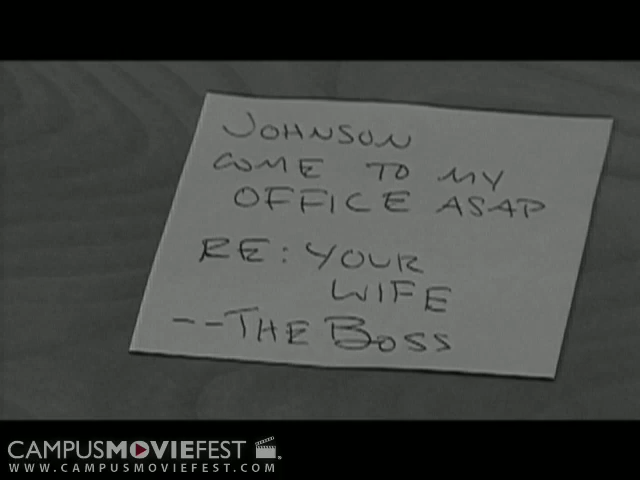 JOHNSON
COME TO MY
OFFICE ASAP
RE: YOUR
WIFE
--THE BOSS
CAMPUSMOVIEFEST
WWW.CAMPUSMOVIEFEST.COM